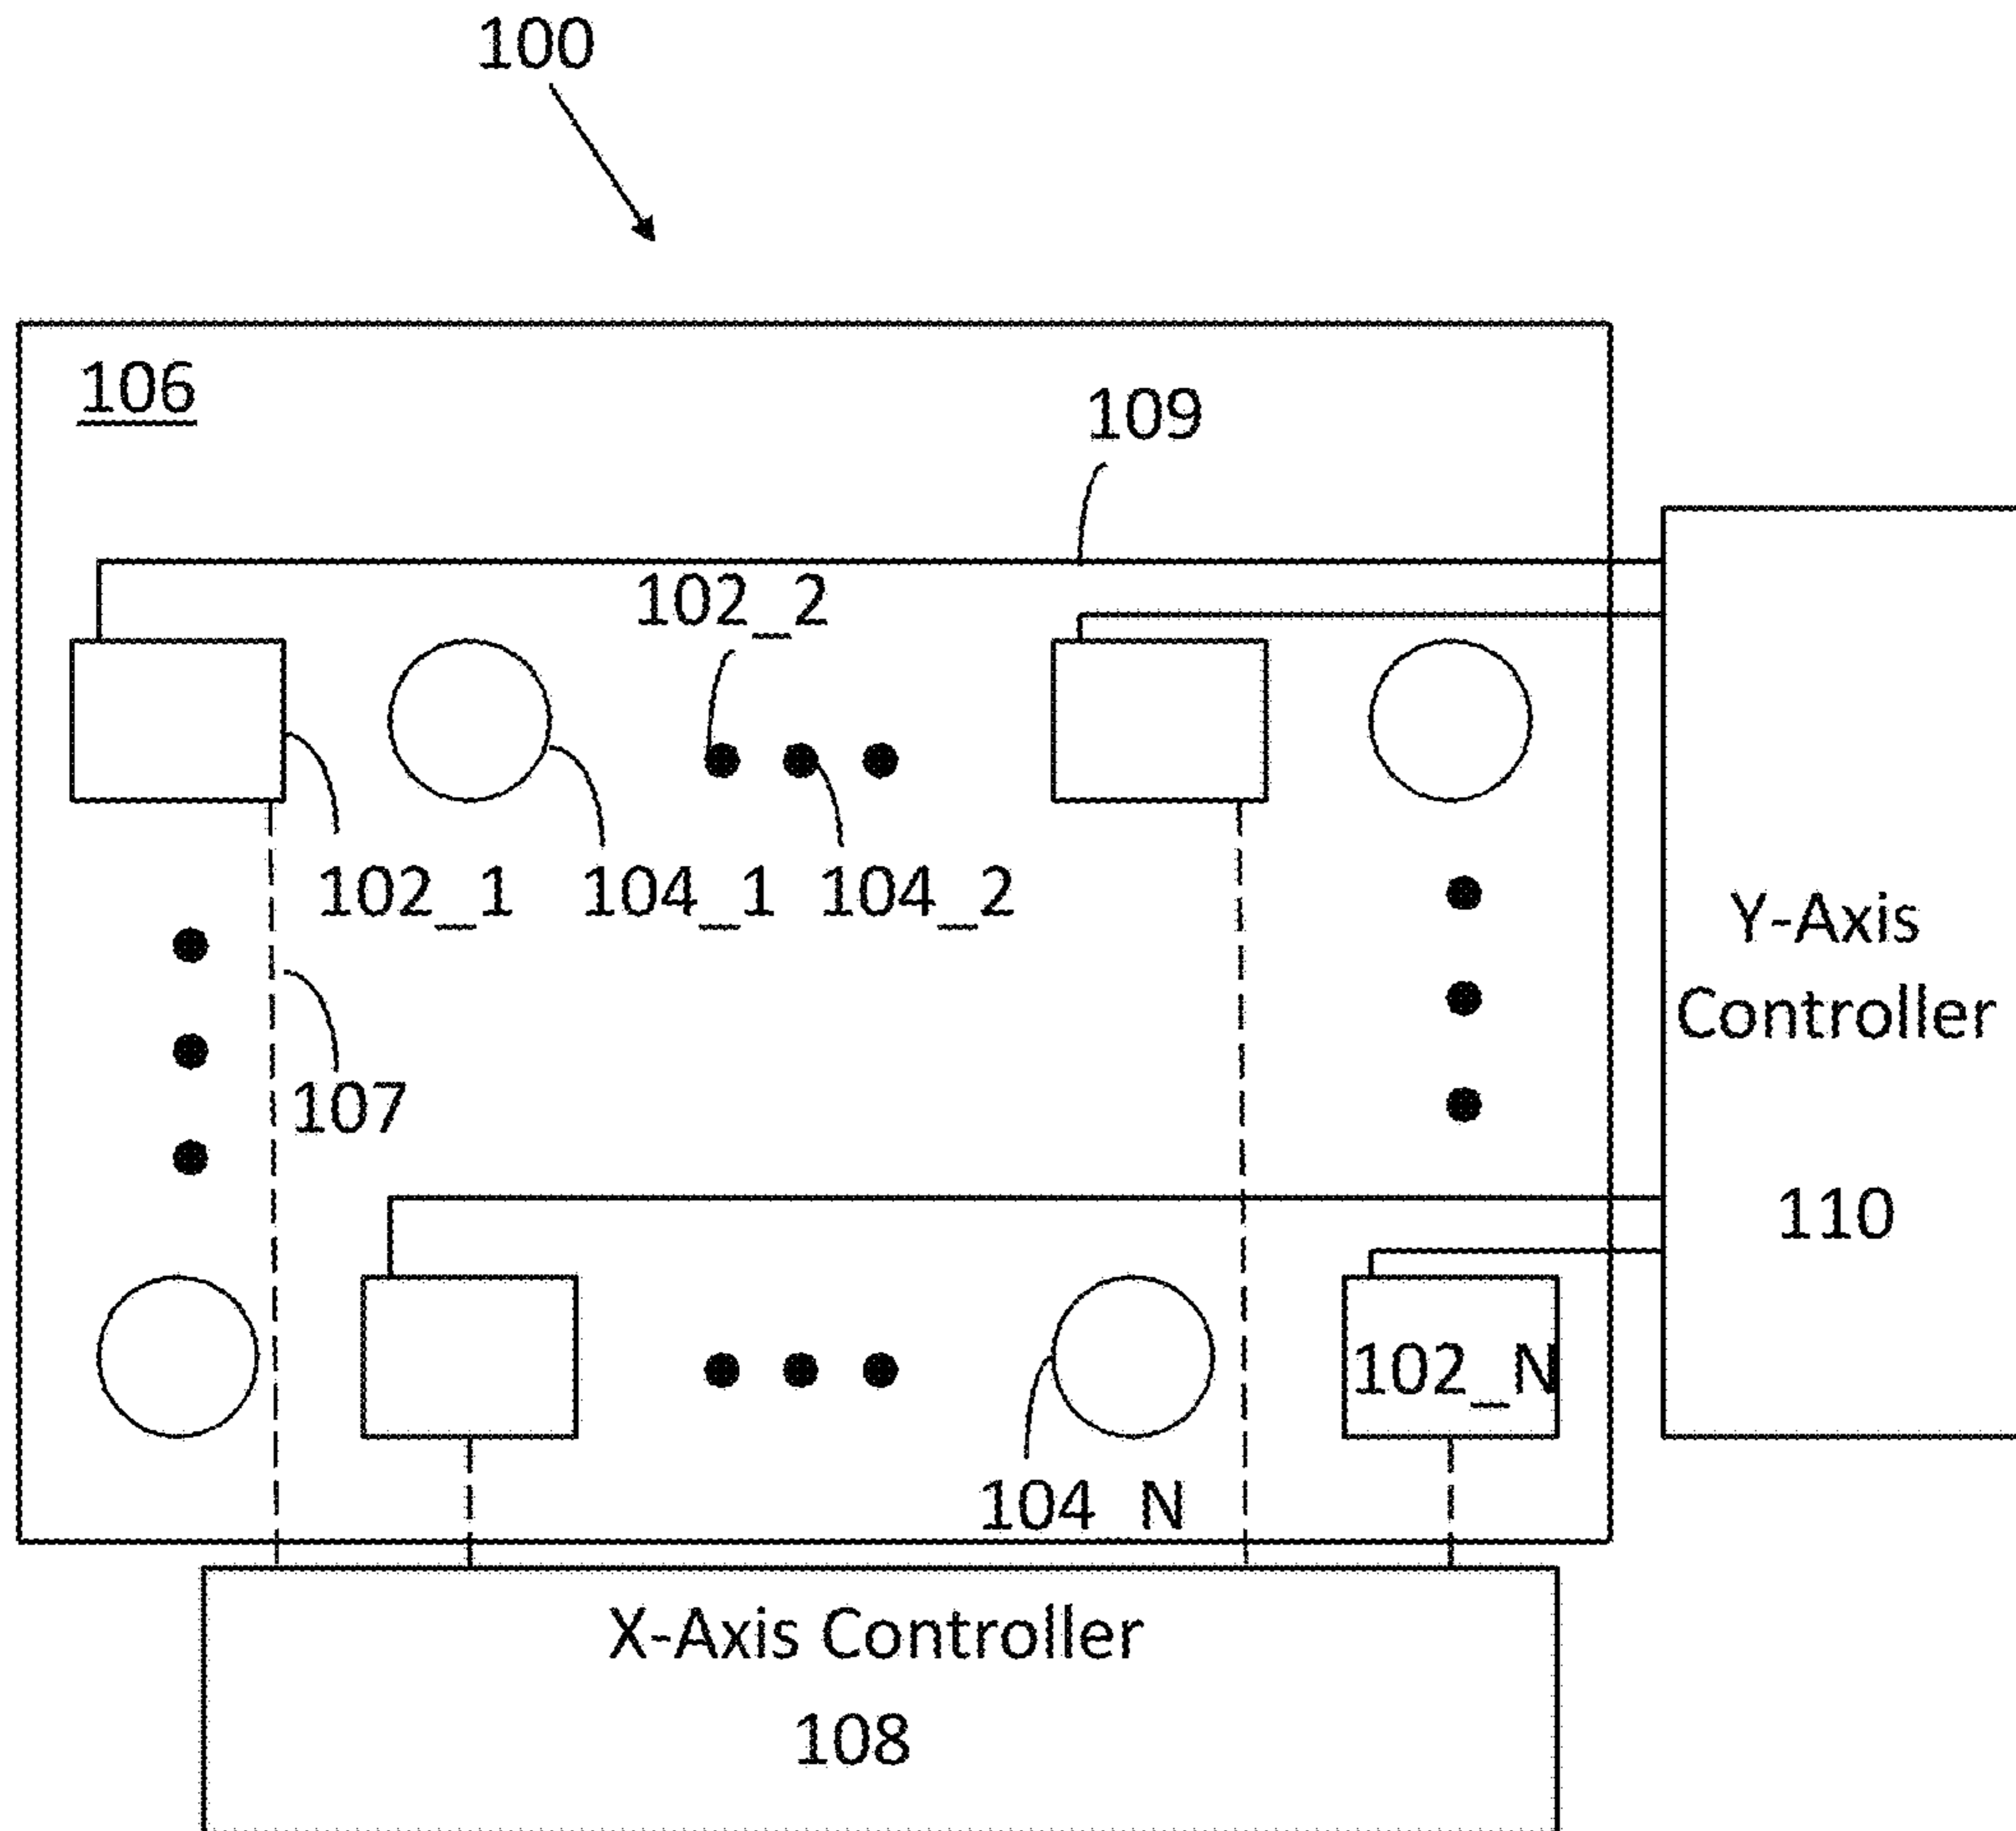 100
106
109
102_2
102_1
104_1
104_2
107
Y-Axis
Controller
110
102_N
104_N
X-Axis Controller
108